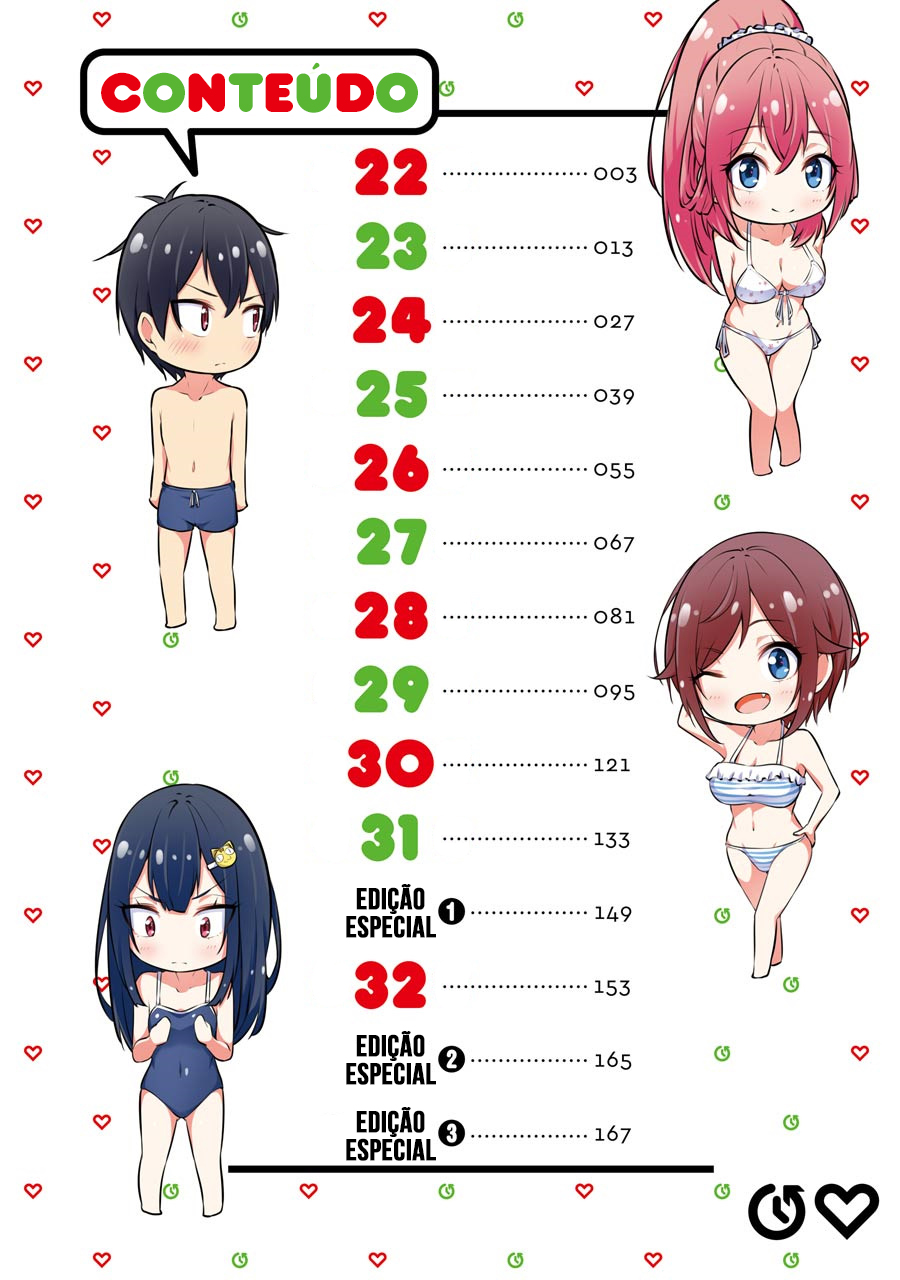 CONTEÚDO
22 ........................ 003
23 ........................ 013
24 ........................ 027
25 ........................ 039
26 ........................ 055
27 ........................ 067
28 ........................ 081
29 ........................ 095
30 ........................ 121
31 ........................ 133
EDIÇÃO
ESPECIAL 1 ................... 149
32 ........................ 153
EDIÇÃO
ESPECIAL 2 ................... 165
EDIÇÃO
ESPECIAL 3 ................... 167